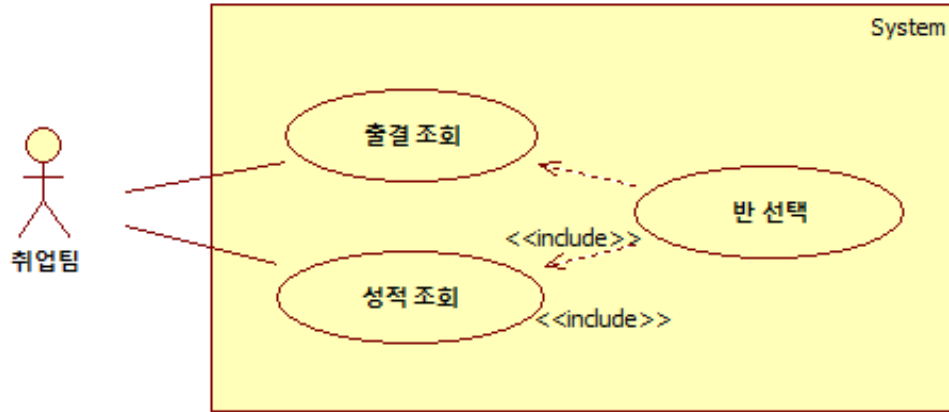 System
출결 조회
반 선택
<<include>>
취업팀
성적 조회
<<include>>